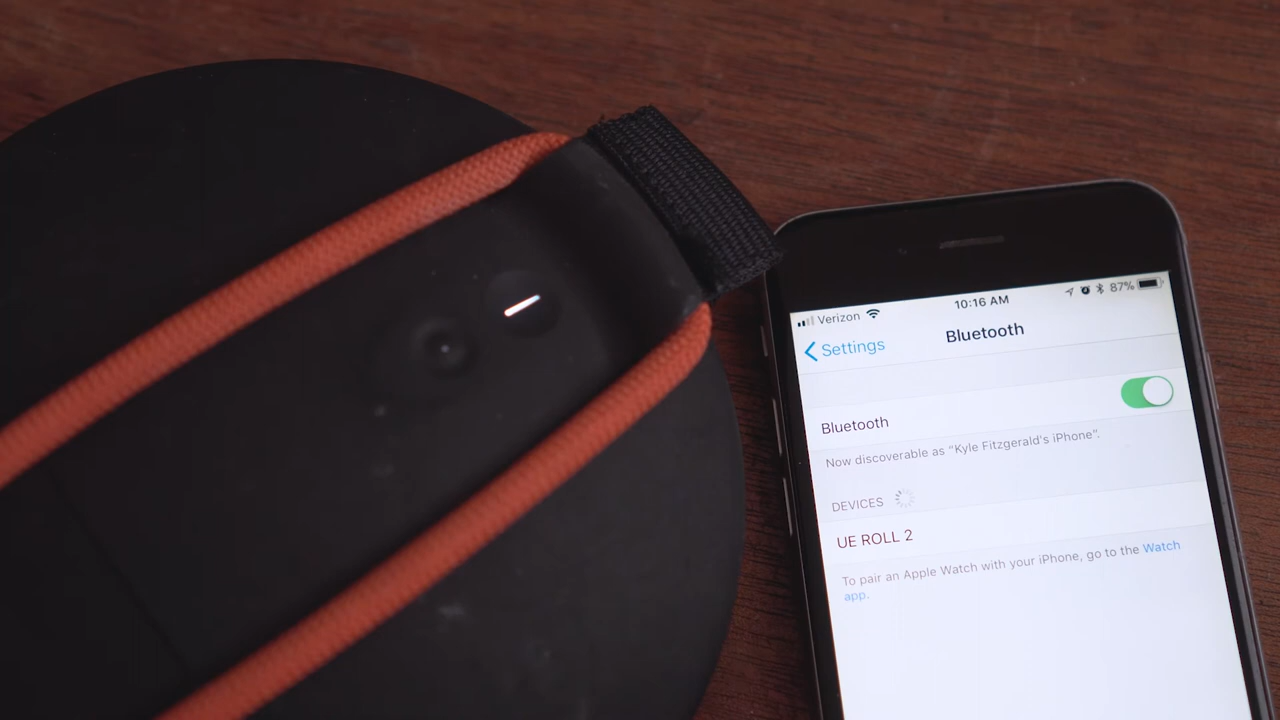 Verizon 10:16 AM 87%
Settings Bluetooth
Bluetooth
Now discoverable as “Kyle Fitzgerald's iPhone”.
DEVICES
UE ROLL 2
To pair an Apple Watch with your iPhone, go to the Watch
app.